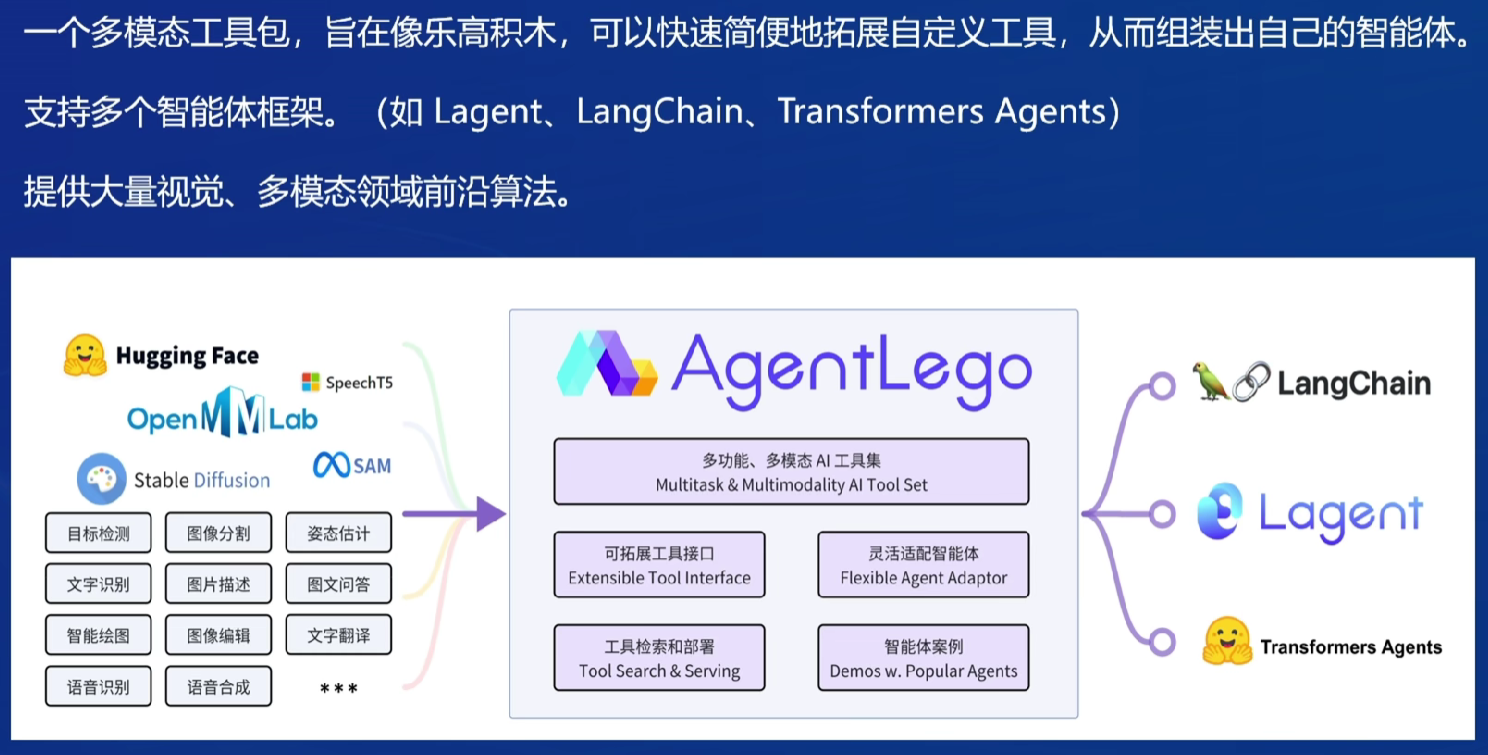 一个多模态工具包，旨在像乐高积木，可以快速简便地拓展自定义工具，从而组装出自己的智能体。
支持多个智能体框架。（如 Lagent、LangChain、Transformers Agents）
提供大量视觉、多模态领域前沿算法。
Hugging Face
SpeechT5
OpenMMLab
SAM
Stable Diffusion
目标检测
图像分割
姿态估计
文字识别
图片描述
图文问答
智能绘图
图像编辑
文字翻译
语音识别
语音合成
***
AgentLego
多功能、多模态 AI 工具集
Multitask & Multimodality AI Tool Set
可拓展工具接口
Extensible Tool Interface
灵活适配智能体
Flexible Agent Adaptor
工具检索和部署
Tool Search & Serving
智能体案例
Demos w. Popular Agents
LangChain
Lagent
Transformers Agents